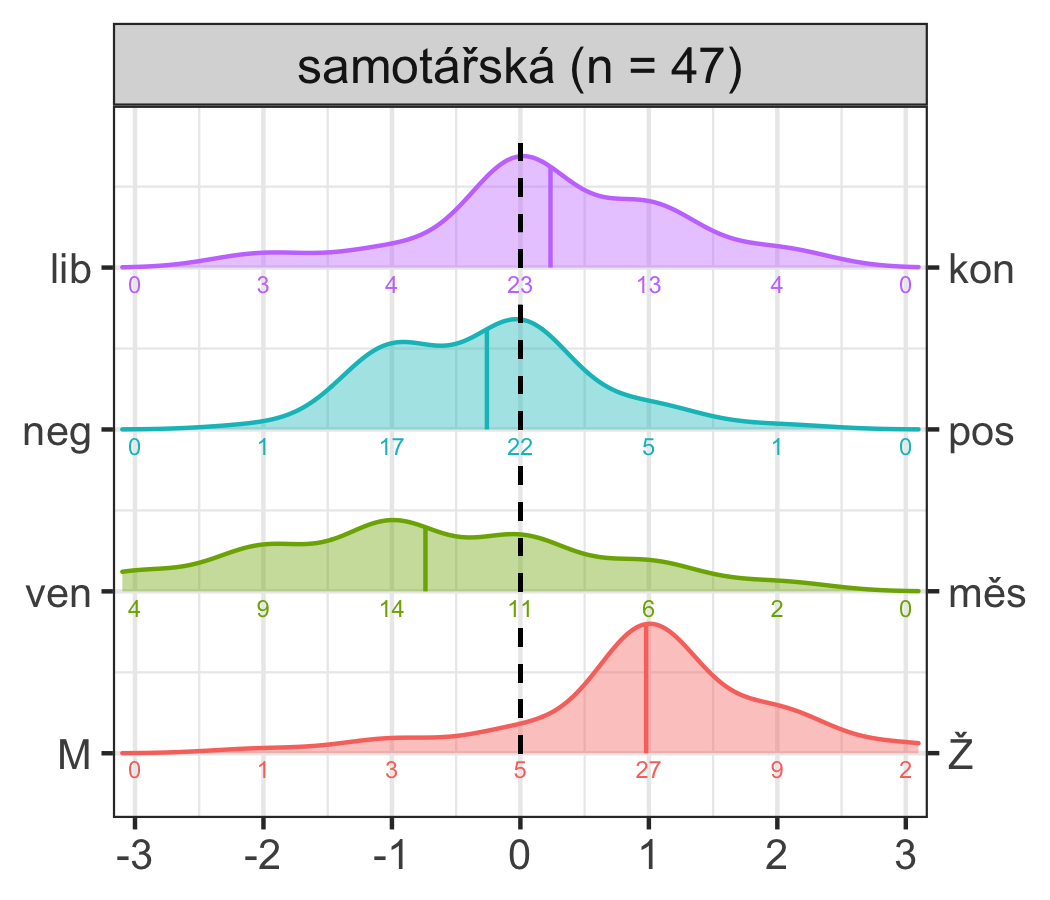 samotářská (n = 47)
lib kon
0 3 4 23 13 4 0
neg pos
0 1 17 22 5 1 0
ven měs
4 9 14 11 6 2 0
M Ž
0 1 3 5 27 9 2
-3 -2 -1 0 1 2 3